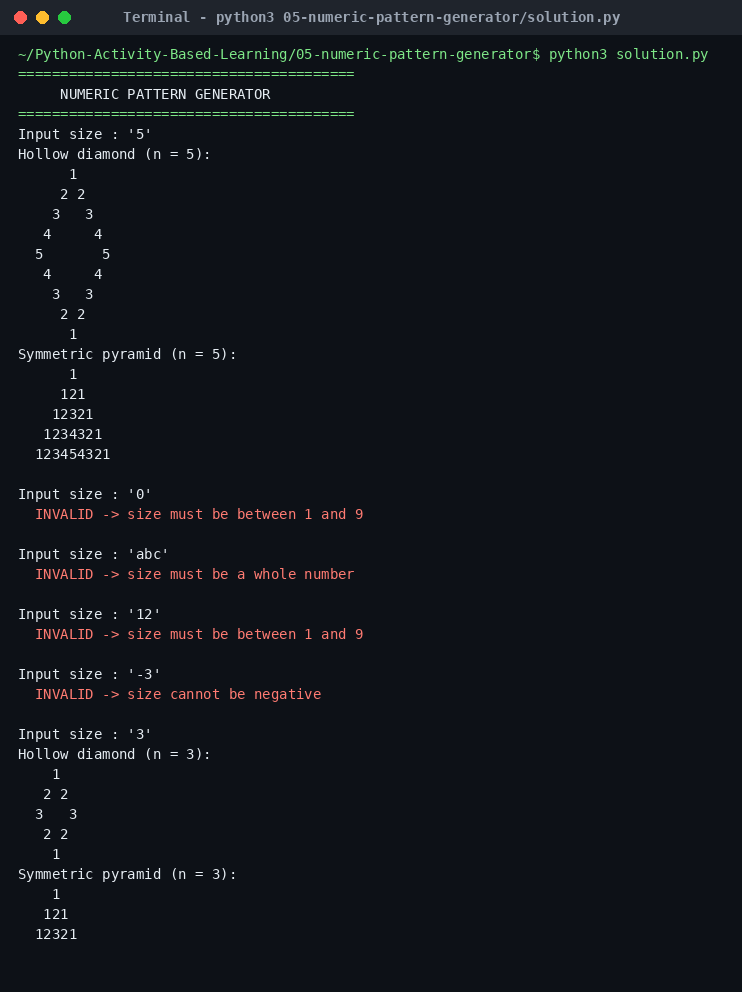 Terminal - python3 05-numeric-pattern-generator/solution.py
~/Python-Activity-Based-Learning/05-numeric-pattern-generator$ python3 solution.py
========================================
     NUMERIC PATTERN GENERATOR
========================================
Input size : '5'
Hollow diamond (n = 5):
      1
     2 2
    3   3
   4     4
  5       5
   4     4
    3   3
     2 2
      1
Symmetric pyramid (n = 5):
      1
     121
    12321
   1234321
  123454321

Input size : '0'
  INVALID -> size must be between 1 and 9

Input size : 'abc'
  INVALID -> size must be a whole number

Input size : '12'
  INVALID -> size must be between 1 and 9

Input size : '-3'
  INVALID -> size cannot be negative

Input size : '3'
Hollow diamond (n = 3):
    1
   2 2
  3   3
   2 2
    1
Symmetric pyramid (n = 3):
    1
   121
  12321